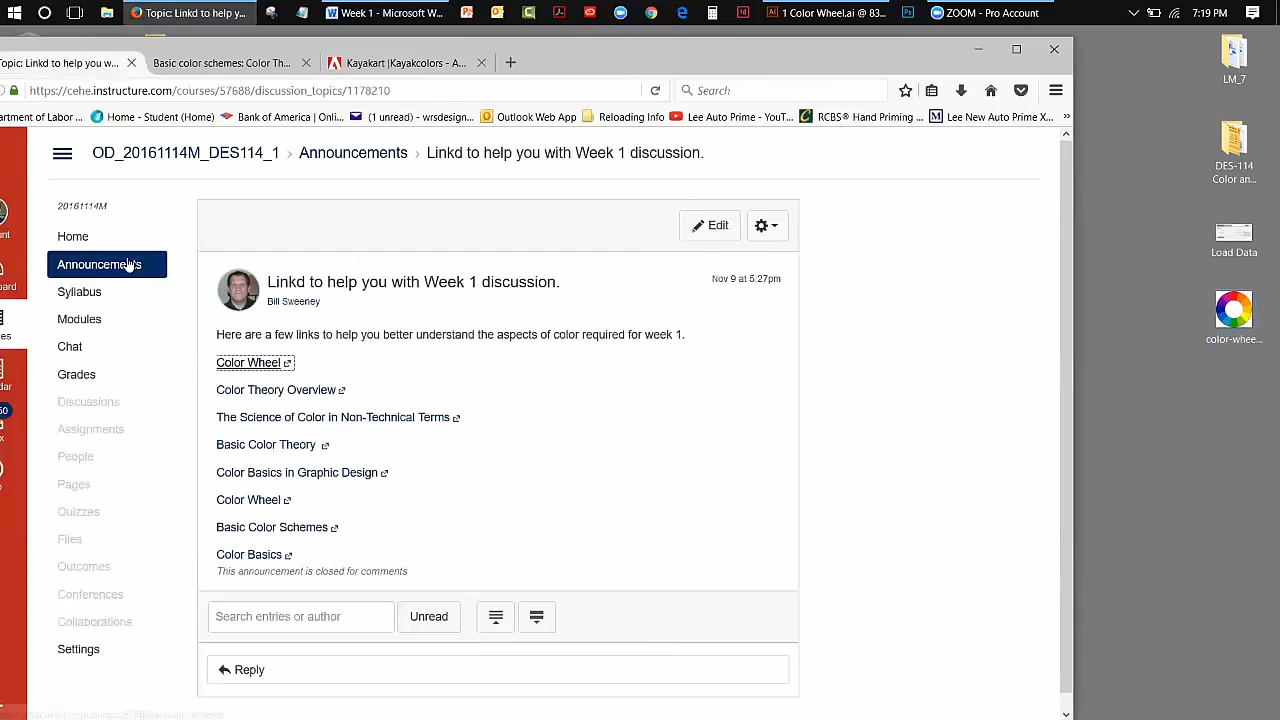 Topic: Linkd to help y...
Week 1 - Microsoft W...
1 Color Wheel.ai @ 83...
ZOOM - Pro Account
7:19 PM
Topic: Linkd to help you w...
Basic color schemes: Color Th...
Kayakart |Kayakcolors - A...
https://cehe.instructure.com/courses/57688/discussion_topics/1178210
Search
artment of Labor ...
Home - Student (Home)
Bank of America | Onli...
(1 unread) - wrsdesign...
Outlook Web App
Reloading Info
Lee Auto Prime - YouT...
RCBS® Hand Priming ...
Lee New Auto Prime X...
OD_20161114M_DES114_1 › Announcements › Linkd to help you with Week 1 discussion.
20161114M
Home
Announcements
Syllabus
Modules
Chat
Grades
Discussions
Assignments
People
Pages
Quizzes
Files
Outcomes
Conferences
Collaborations
Settings
Edit
Linkd to help you with Week 1 discussion.
Nov 9 at 5:27pm
Bill Sweeney
Here are a few links to help you better understand the aspects of color required for week 1.
Color Wheel
Color Theory Overview
The Science of Color in Non-Technical Terms
Basic Color Theory
Color Basics in Graphic Design
Color Wheel
Basic Color Schemes
Color Basics
This announcement is closed for comments
Search entries or author
Unread
Reply
LM_7
DES-114
Color an...
Load Data
color-whee...